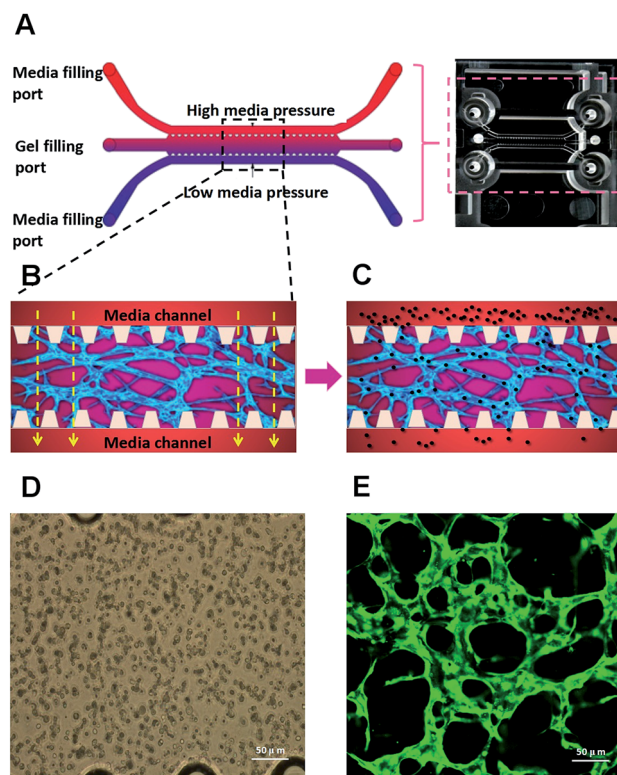 A
Media filling
port
High media pressure
Gel filling
port
Low media pressure
Media filling
port
B
C
Media channel
Media channel
D
E
50 μm
50 μm